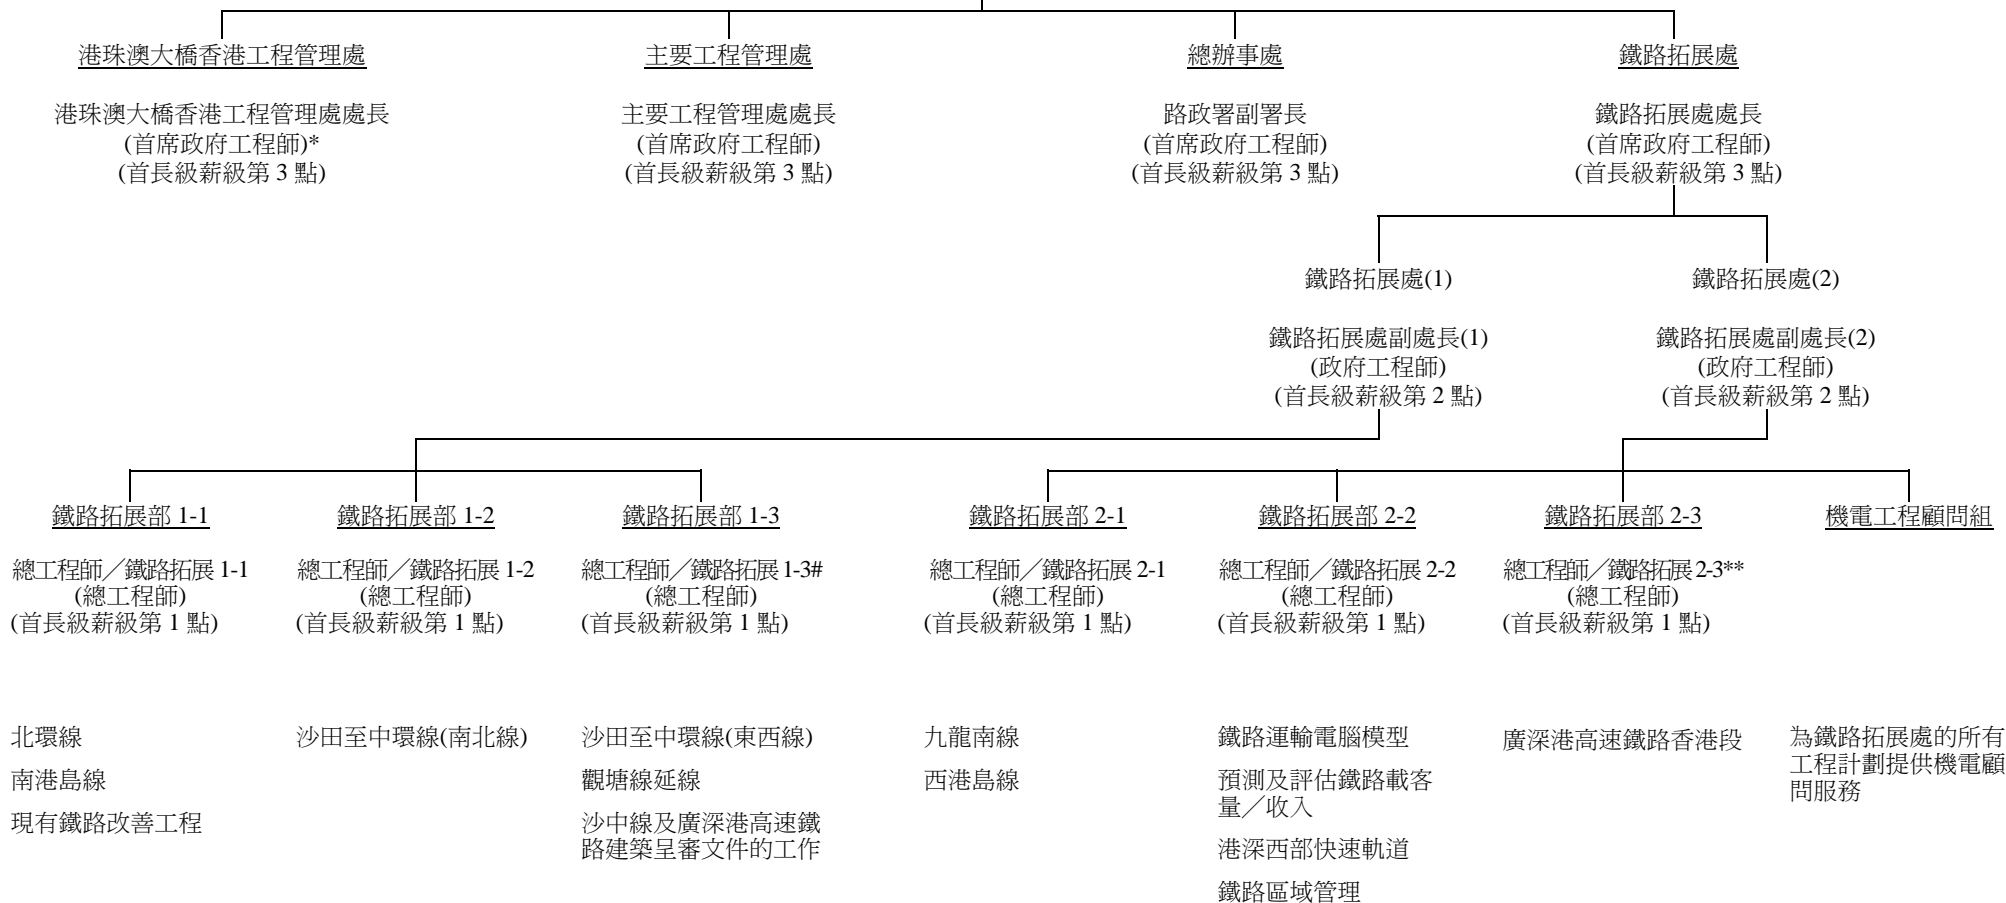 港珠澳大橋香港工程管理處
港珠澳大橋香港工程管理處處長
(首席政府工程師)*
(首長級薪級第 3 點)
主要工程管理處
主要工程管理處處長
(首席政府工程師)
(首長級薪級第 3 點)
總辦事處
路政署副署長
(首席政府工程師)
(首長級薪級第 3 點)
鐵路拓展處
鐵路拓展處處長
(首席政府工程師)
(首長級薪級第 3 點)
鐵路拓展處(1)
鐵路拓展處副處長(1)
(政府工程師)
(首長級薪級第 2 點)
鐵路拓展處(2)
鐵路拓展處副處長(2)
(政府工程師)
(首長級薪級第 2 點)
鐵路拓展部 1-1
總工程師／鐵路拓展 1-1
(總工程師)
(首長級薪級第 1 點)
北環線
南港島線
現有鐵路改善工程
鐵路拓展部 1-2
總工程師／鐵路拓展 1-2
(總工程師)
(首長級薪級第 1 點)
沙田至中環線(南北線)
鐵路拓展部 1-3
總工程師／鐵路拓展 1-3#
(總工程師)
(首長級薪級第 1 點)
沙田至中環線(東西線)
觀塘線延線
沙中線及廣深港高速鐵
路建築呈審文件的工作
鐵路拓展部 2-1
總工程師／鐵路拓展 2-1
(總工程師)
(首長級薪級第 1 點)
九龍南線
西港島線
鐵路拓展部 2-2
總工程師／鐵路拓展 2-2
(總工程師)
(首長級薪級第 1 點)
鐵路運輸電腦模型
預測及評估鐵路載客
量／收入
港深西部快速軌道
鐵路區域管理
鐵路拓展部 2-3
總工程師／鐵路拓展 2-3**
(總工程師)
(首長級薪級第 1 點)
廣深港高速鐵路香港段
機電工程顧問組
為鐵路拓展處的所有
工程計劃提供機電顧
問服務